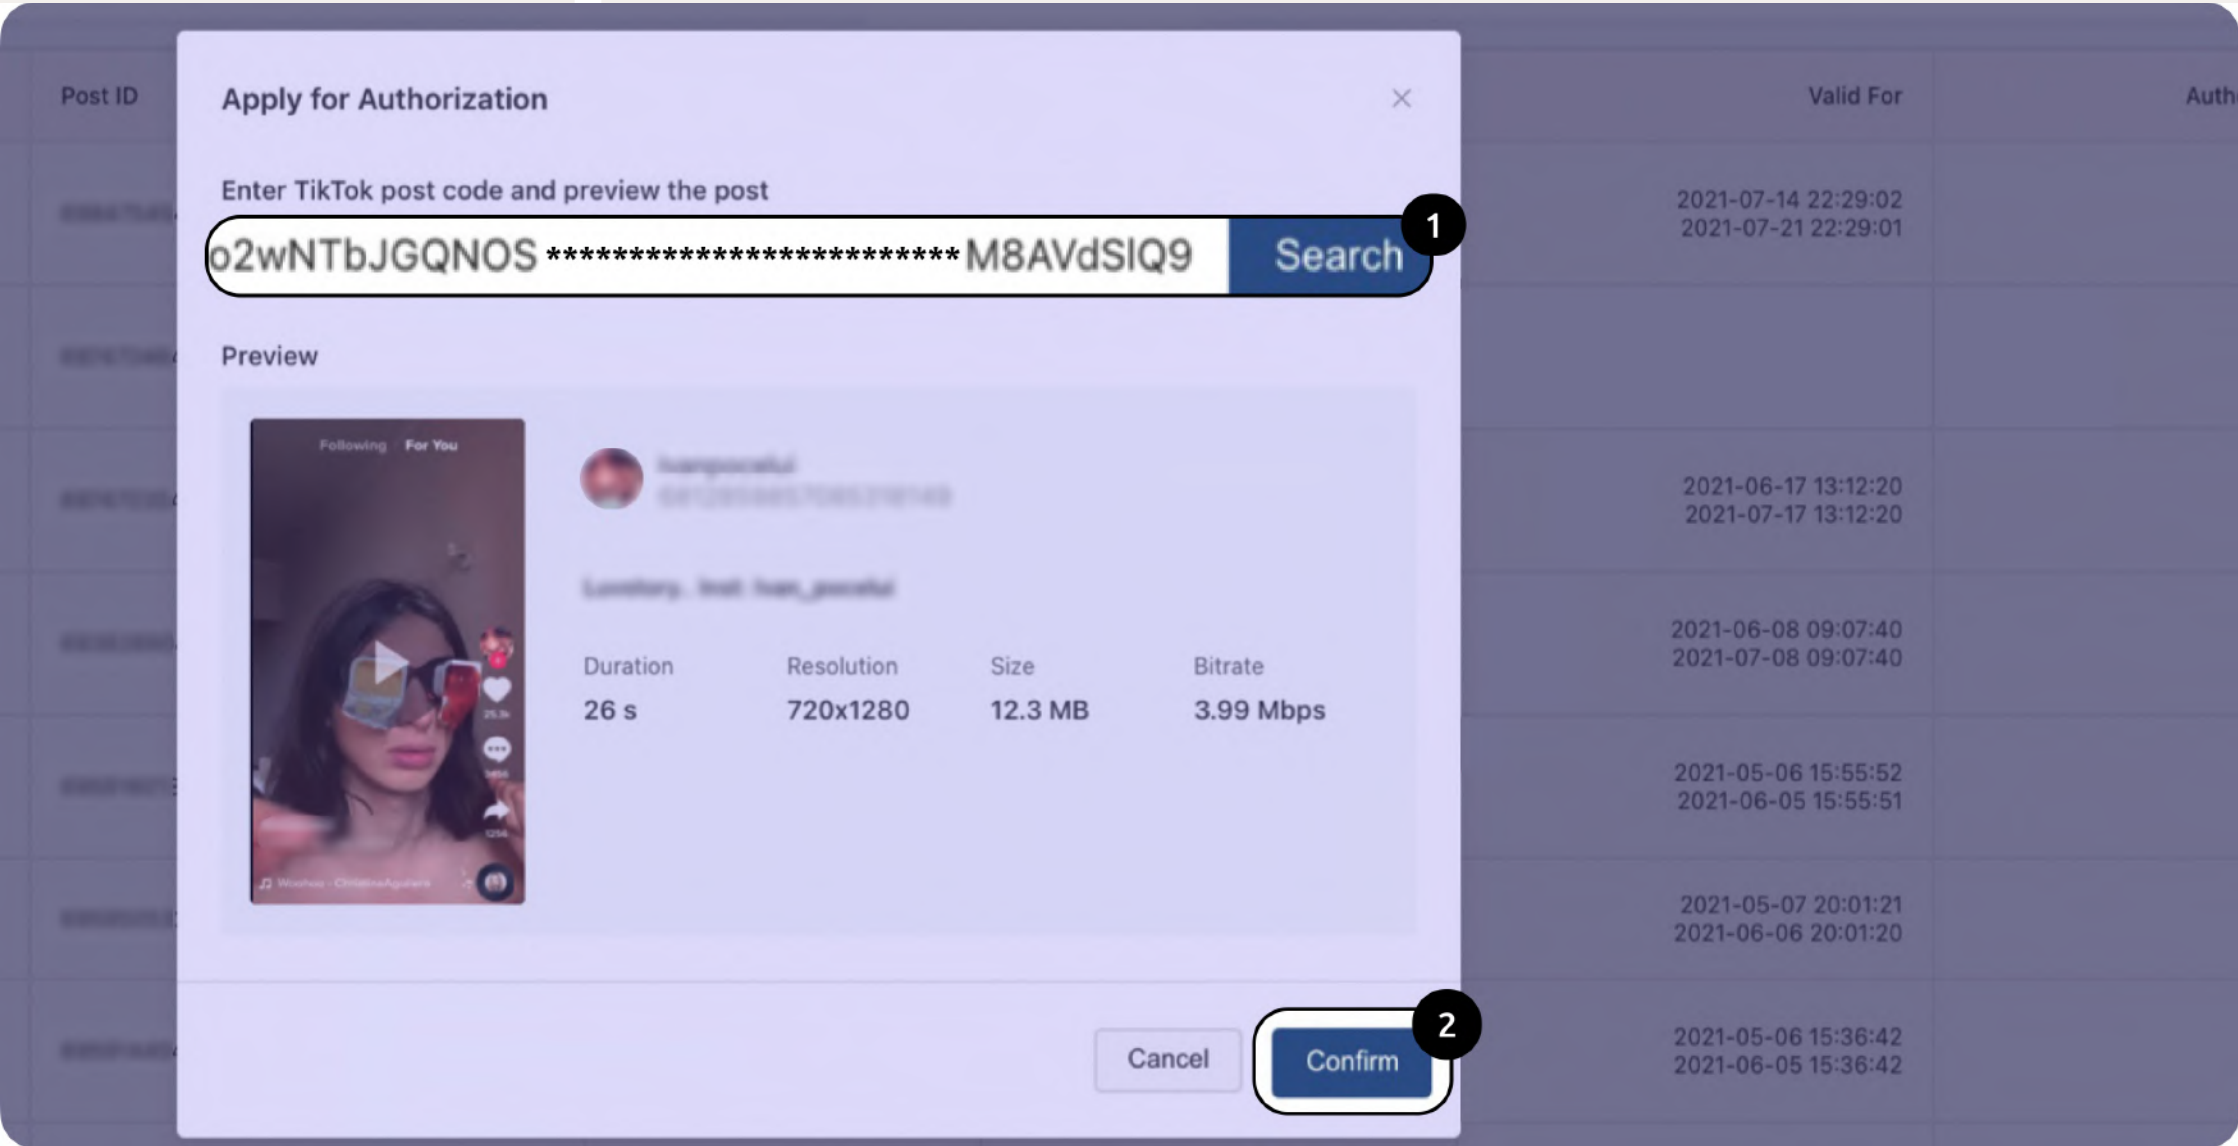 Post ID
Valid For
Auth
Apply for Authorization
Enter TikTok post code and preview the post
o2wNTbJGQNOS*************************M8AVdSlQ9
Search
1
Preview
Following
For You
25.3k
1256
Woohoo - ChristinaAguilera
Duration
Resolution
Size
Bitrate
26 s
720x1280
12.3 MB
3.99 Mbps
Cancel
Confirm
2
2021-07-14 22:29:02
2021-07-21 22:29:01
2021-06-17 13:12:20
2021-07-17 13:12:20
2021-06-08 09:07:40
2021-07-08 09:07:40
2021-05-06 15:55:52
2021-06-05 15:55:51
2021-05-07 20:01:21
2021-06-06 20:01:20
2021-05-06 15:36:42
2021-06-05 15:36:42